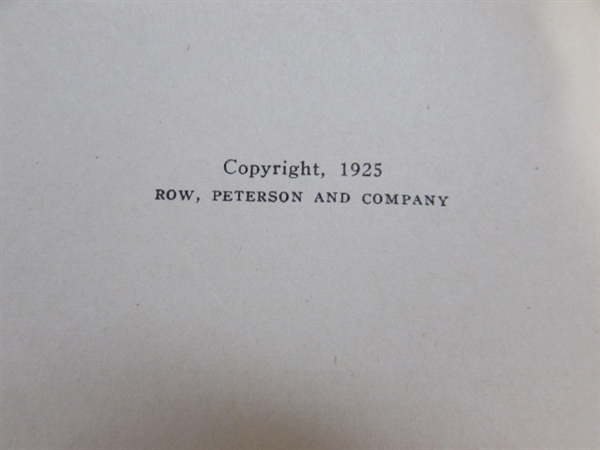 Copyright, 1925
ROW, PETERSON AND COMPANY